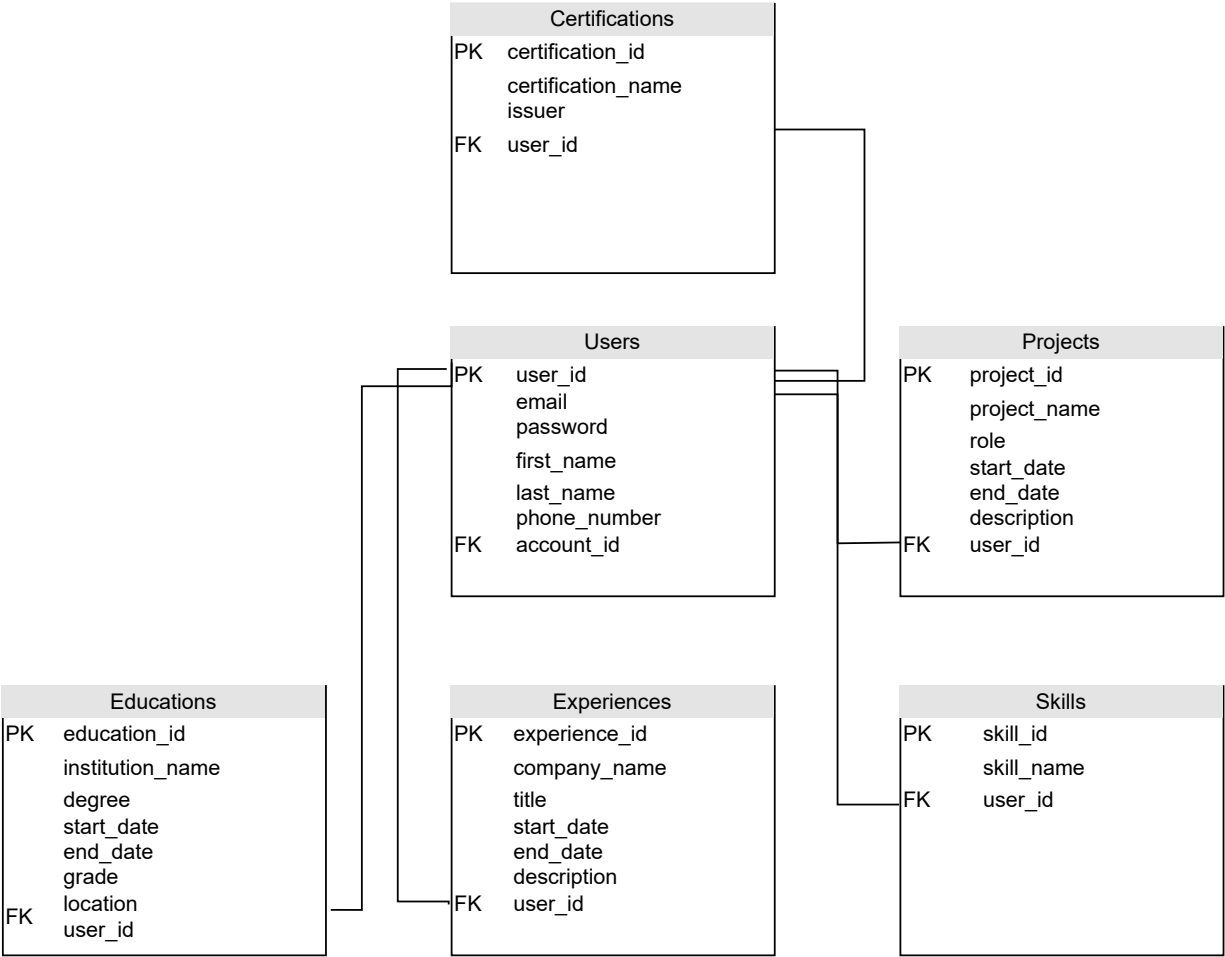 Certifications
PK certification_id
certification_name
issuer
FK user_id
Users
PK user_id
email
password
first_name
last_name
phone_number
FK account_id
Projects
PK project_id
project_name
role
start_date
end_date
description
FK user_id
Educations
PK education_id
institution_name
degree
start_date
end_date
grade
location
FK user_id
Experiences
PK experience_id
company_name
title
start_date
end_date
description
FK user_id
Skills
PK skill_id
skill_name
FK user_id